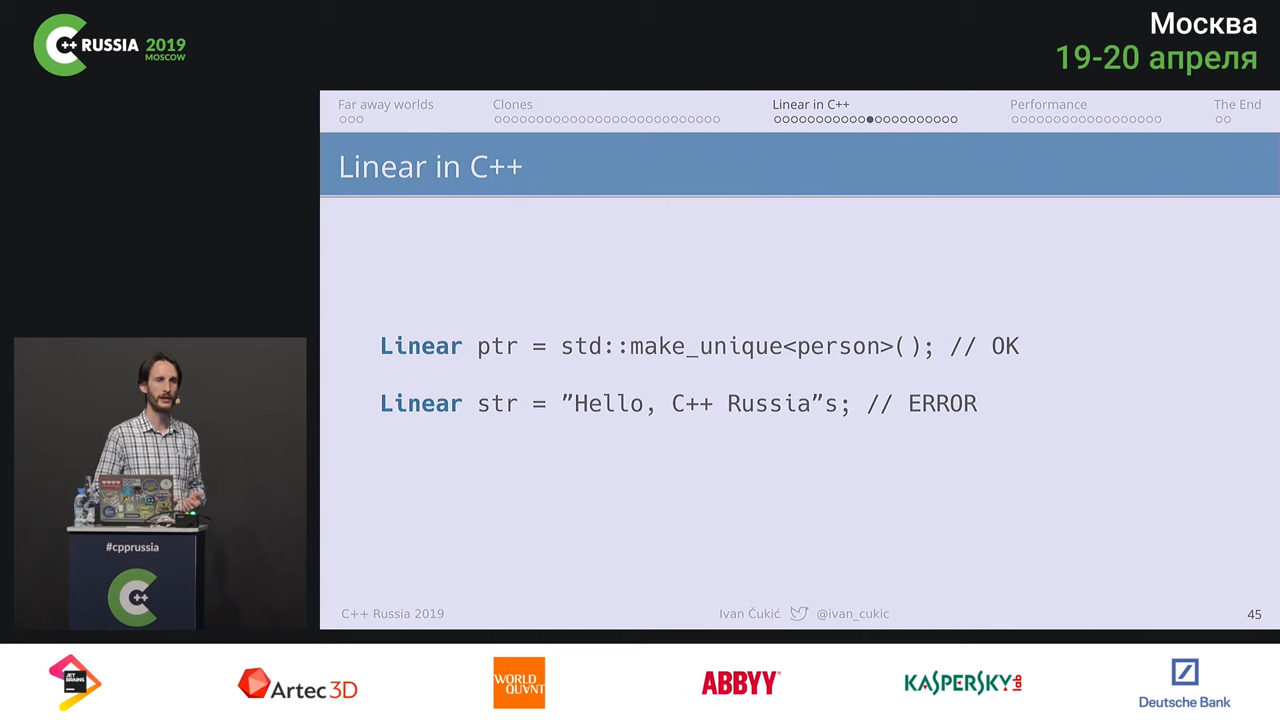 C++ RUSSIA 2019
MOSCOW
Москва
19-20 апреля
Far away worlds
Clones
Linear in C++
Performance
The End
Linear in C++
Linear ptr = std::make_unique<person>(); // OK
Linear str = ”Hello, C++ Russia”s; // ERROR
C++ Russia 2019
Ivan Čukić
@ivan_cukic
45
#cpprussia
C++
JET BRAINS
Artec 3D
WORLD QUANT
ABBYY
KASPERSKY lab
Deutsche Bank